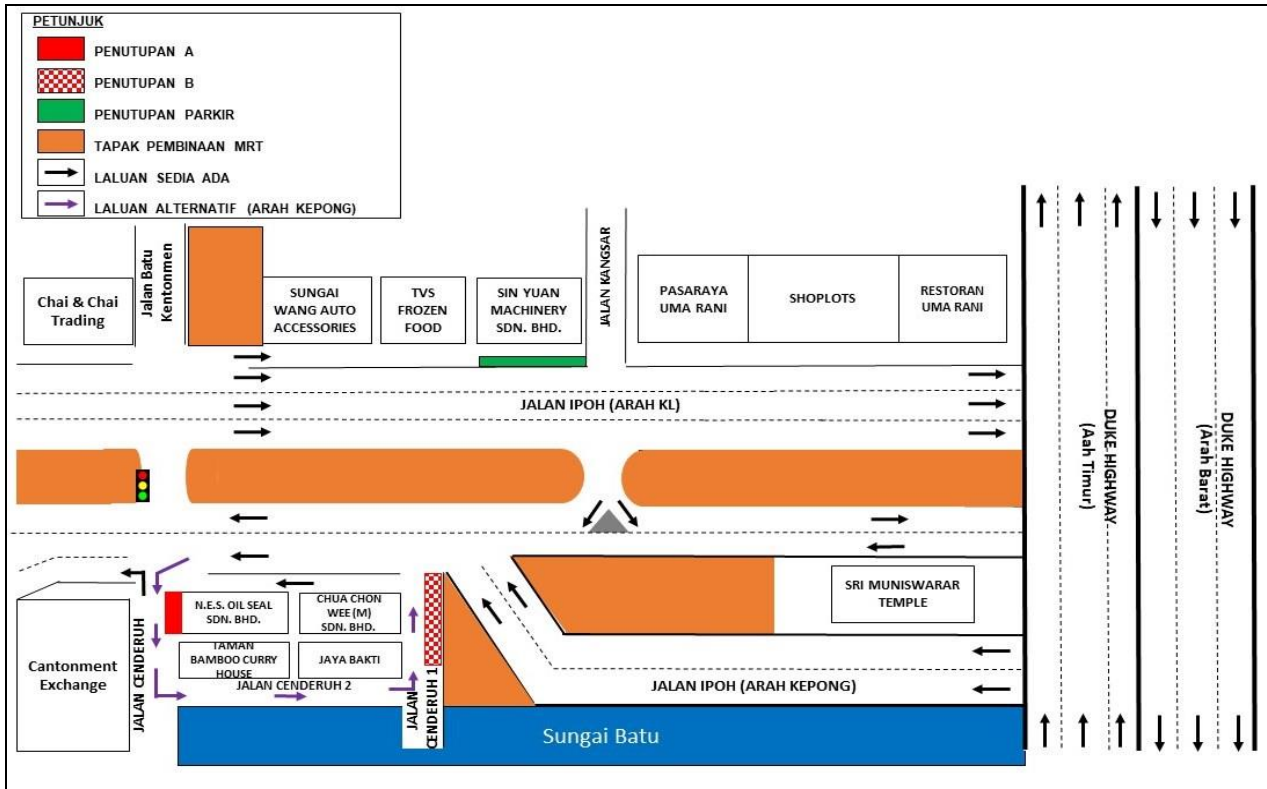 PETUNJUK
PENUTUPAN A
PENUTUPAN B
PENUTUPAN PARKIR
TAPAK PEMBINAAN MRT
LALUAN SEDIA ADA
LALUAN ALTERNATIF (ARAH KEPONG)
Chai & Chai
Trading
Jalan Batu
Kentonmen
SUNGAI
WANG AUTO
ACCESSORIES
TVS
FROZEN
FOOD
SIN YUAN
MACHINERY
SDN. BHD.
JALAN KANGSAR
PASARAYA
UMA RANI
SHOPLOTS
RESTORAN
UMA RANI
JALAN IPOH (ARAH KL)
DUKE HIGHWAY
(Aah Timur)
DUKE HIGHWAY
(Arah Barat)
N.E.S. OIL SEAL
SDN. BHD.
CHUA CHON
WEE (M)
SDN. BHD.
SRI MUNISWARAR
TEMPLE
Cantonment
Exchange
JALAN CENDERUH
TAMAN
BAMBOO CURRY
HOUSE
JAYA BAKTI
JALAN CENDERUH 2
JALAN
CENDERUH 1
JALAN IPOH (ARAH KEPONG)
Sungai Batu